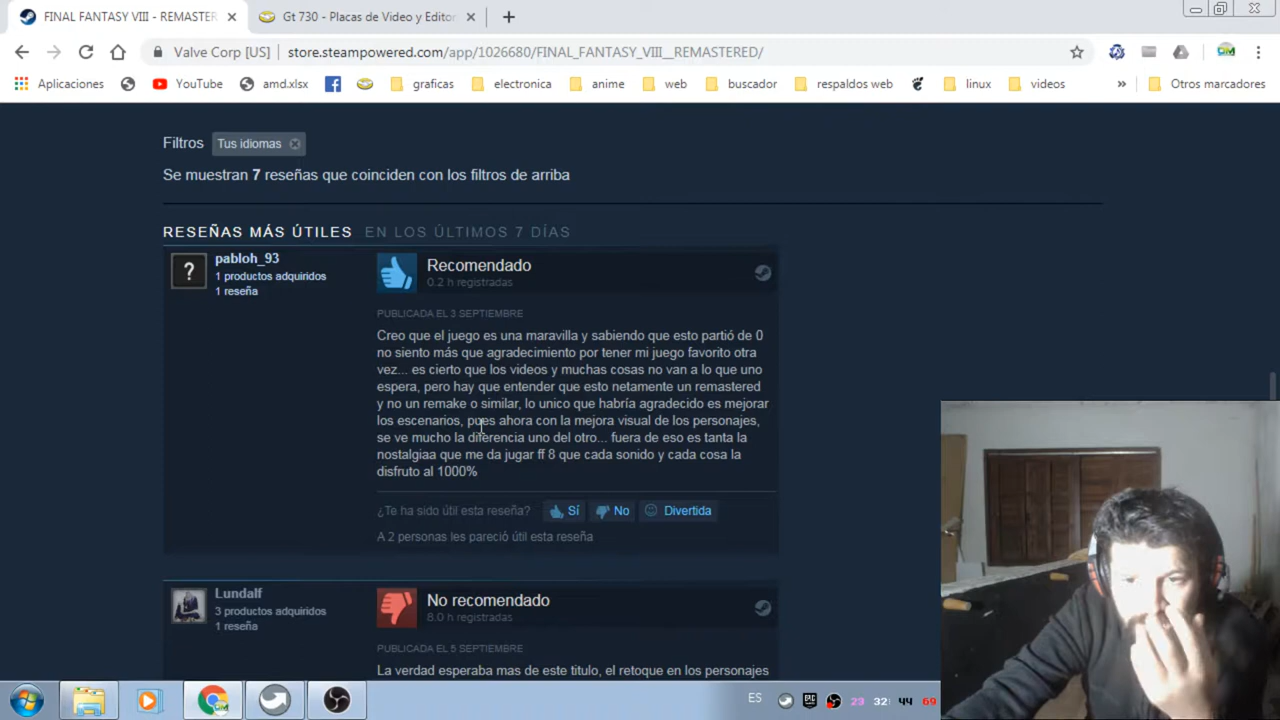 FINAL FANTASY VIII - REMASTER
Gt 730 - Placas de Video y Editor
Valve Corp [US]
store.steampowered.com/app/1026680/FINAL_FANTASY_VIII__REMASTERED/
Aplicaciones
YouTube
amd.xlsx
graficas
electronica
anime
web
buscador
respaldos web
linux
videos
»
Otros marcadores
Filtros
Tus idiomas
Se muestran 7 reseñas que coinciden con los filtros de arriba
RESEÑAS MÁS ÚTILES EN LOS ÚLTIMOS 7 DÍAS
pabloh_93
1 productos adquiridos
1 reseña
Recomendado
0.2 h registradas
PUBLICADA EL 3 SEPTIEMBRE
Creo que el juego es una maravilla y sabiendo que esto partió de 0
no siento más que agradecimiento por tener mi juego favorito otra
vez... es cierto que los videos y muchas cosas no van a lo que uno
espera, pero hay que entender que esto netamente un remastered
y no un remake o similar, lo unico que habría agradecido es mejorar
los escenarios, pues ahora con la mejora visual de los personajes,
se ve mucho la diferencia uno del otro... fuera de eso es tanta la
nostalgiaa que me da jugar ff 8 que cada sonido y cada cosa la
disfruto al 1000%
¿Te ha sido útil esta reseña? Sí No Divertida
A 2 personas les pareció útil esta reseña
Lundalf
3 productos adquiridos
1 reseña
No recomendado
8.0 h registradas
PUBLICADA EL 5 SEPTIEMBRE
La verdad esperaba mas de este titulo, el retoque en los personajes
ES
23 32 44 69